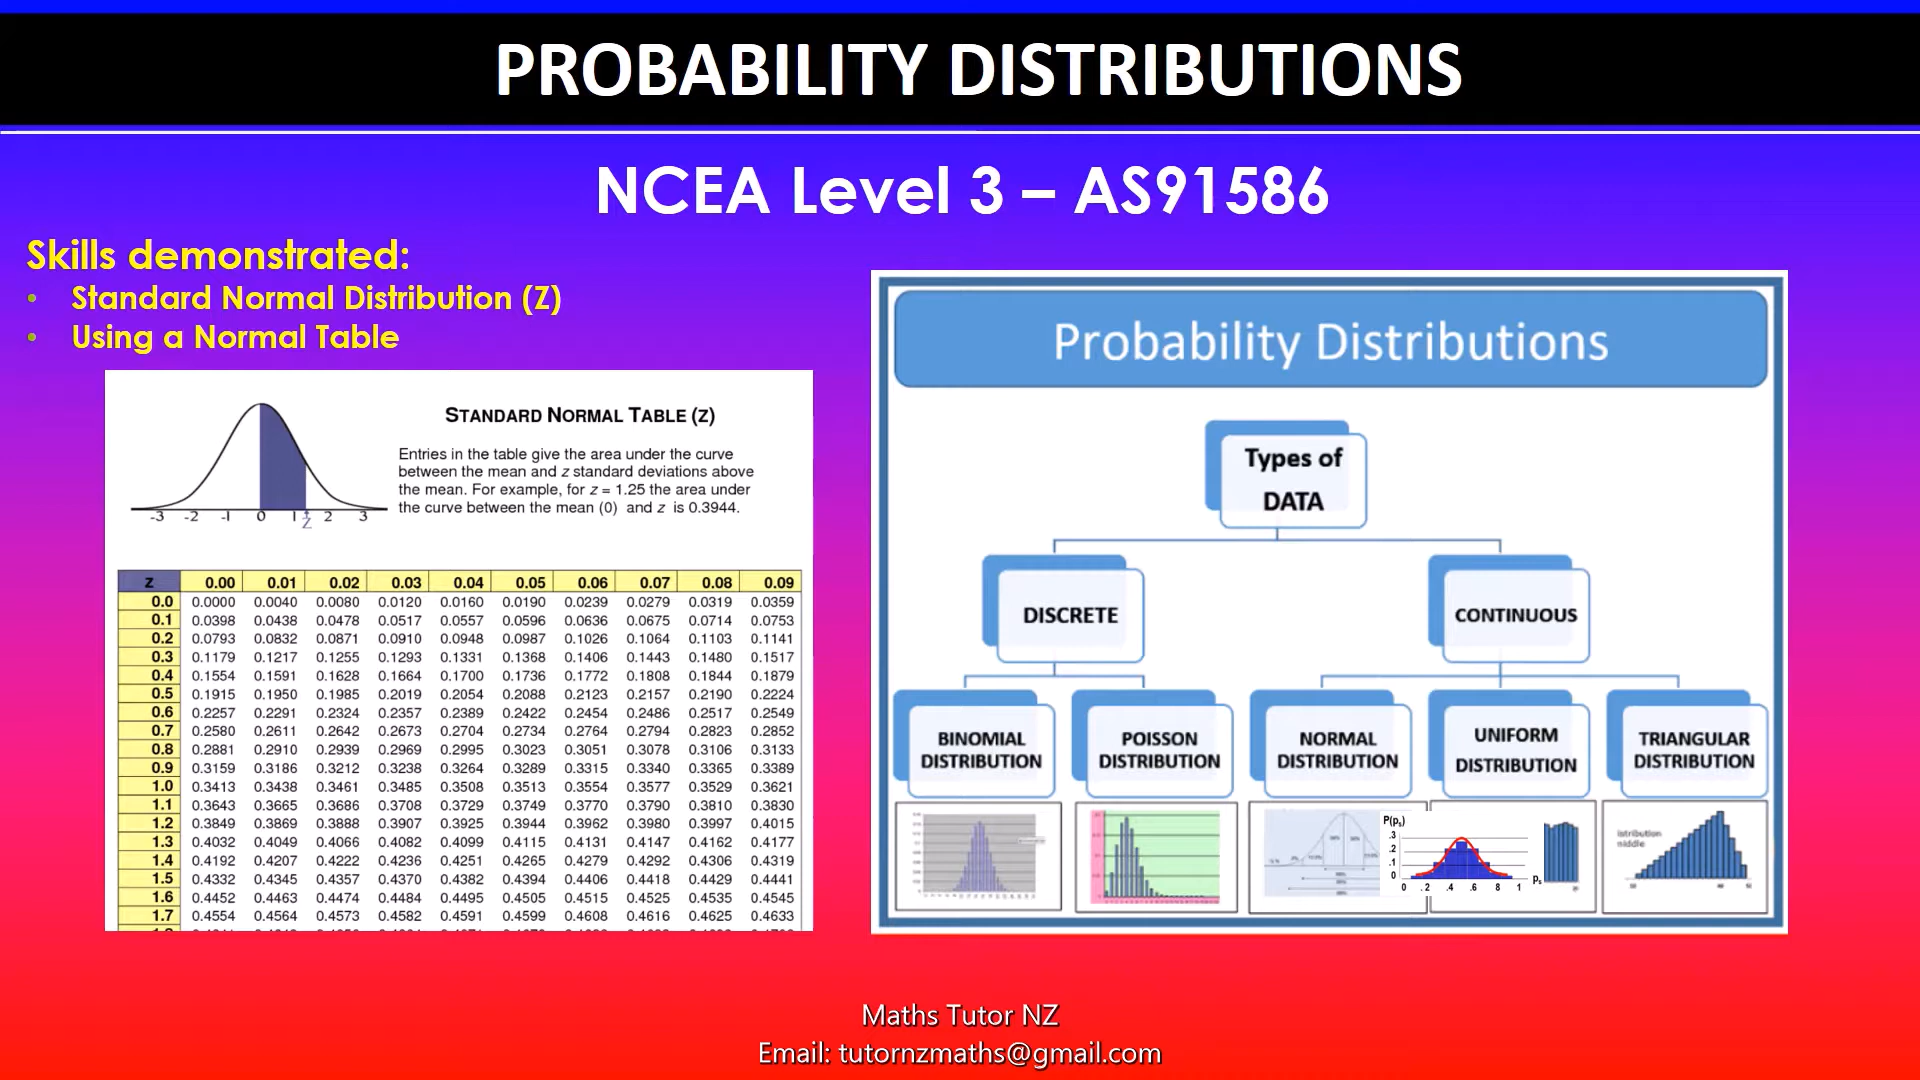 PROBABILITY DISTRIBUTIONS
NCEA Level 3 – AS91586
Skills demonstrated:
• Standard Normal Distribution (Z)
• Using a Normal Table
STANDARD NORMAL TABLE (Z)
Entries in the table give the area under the curve
between the mean and z standard deviations above
the mean. For example, for z = 1.25 the area under
the curve between the mean (0) and z is 0.3944.
-3 -2 -1 0 1 2 3
Z
z 0.00 0.01 0.02 0.03 0.04 0.05 0.06 0.07 0.08 0.09
0.0 0.0000 0.0040 0.0080 0.0120 0.0160 0.0190 0.0239 0.0279 0.0319 0.0359
0.1 0.0398 0.0438 0.0478 0.0517 0.0557 0.0596 0.0636 0.0675 0.0714 0.0753
0.2 0.0793 0.0832 0.0871 0.0910 0.0948 0.0987 0.1026 0.1064 0.1103 0.1141
0.3 0.1179 0.1217 0.1255 0.1293 0.1331 0.1368 0.1406 0.1443 0.1480 0.1517
0.4 0.1554 0.1591 0.1628 0.1664 0.1700 0.1736 0.1772 0.1808 0.1844 0.1879
0.5 0.1915 0.1950 0.1985 0.2019 0.2054 0.2088 0.2123 0.2157 0.2190 0.2224
0.6 0.2257 0.2291 0.2324 0.2357 0.2389 0.2422 0.2454 0.2486 0.2517 0.2549
0.7 0.2580 0.2611 0.2642 0.2673 0.2704 0.2734 0.2764 0.2794 0.2823 0.2852
0.8 0.2881 0.2910 0.2939 0.2969 0.2995 0.3023 0.3051 0.3078 0.3106 0.3133
0.9 0.3159 0.3186 0.3212 0.3238 0.3264 0.3289 0.3315 0.3340 0.3365 0.3389
1.0 0.3413 0.3438 0.3461 0.3485 0.3508 0.3513 0.3554 0.3577 0.3529 0.3621
1.1 0.3643 0.3665 0.3686 0.3708 0.3729 0.3749 0.3770 0.3790 0.3810 0.3830
1.2 0.3849 0.3869 0.3888 0.3907 0.3925 0.3944 0.3962 0.3980 0.3997 0.4015
1.3 0.4032 0.4049 0.4066 0.4082 0.4099 0.4115 0.4131 0.4147 0.4162 0.4177
1.4 0.4192 0.4207 0.4222 0.4236 0.4251 0.4265 0.4279 0.4292 0.4306 0.4319
1.5 0.4332 0.4345 0.4357 0.4370 0.4382 0.4394 0.4406 0.4418 0.4429 0.4441
1.6 0.4452 0.4463 0.4474 0.4484 0.4495 0.4505 0.4515 0.4525 0.4535 0.4545
1.7 0.4554 0.4564 0.4573 0.4582 0.4591 0.4599 0.4608 0.4616 0.4625 0.4633
Probability Distributions
Types of
DATA
DISCRETE
CONTINUOUS
BINOMIAL
DISTRIBUTION
POISSON
DISTRIBUTION
NORMAL
DISTRIBUTION
UNIFORM
DISTRIBUTION
TRIANGULAR
DISTRIBUTION
P(ps)
.3
.2
.1
0
0 .2 .4 .6 8 1 ps
istribution
middle
Maths Tutor NZ
Email: tutornzmaths@gmail.com